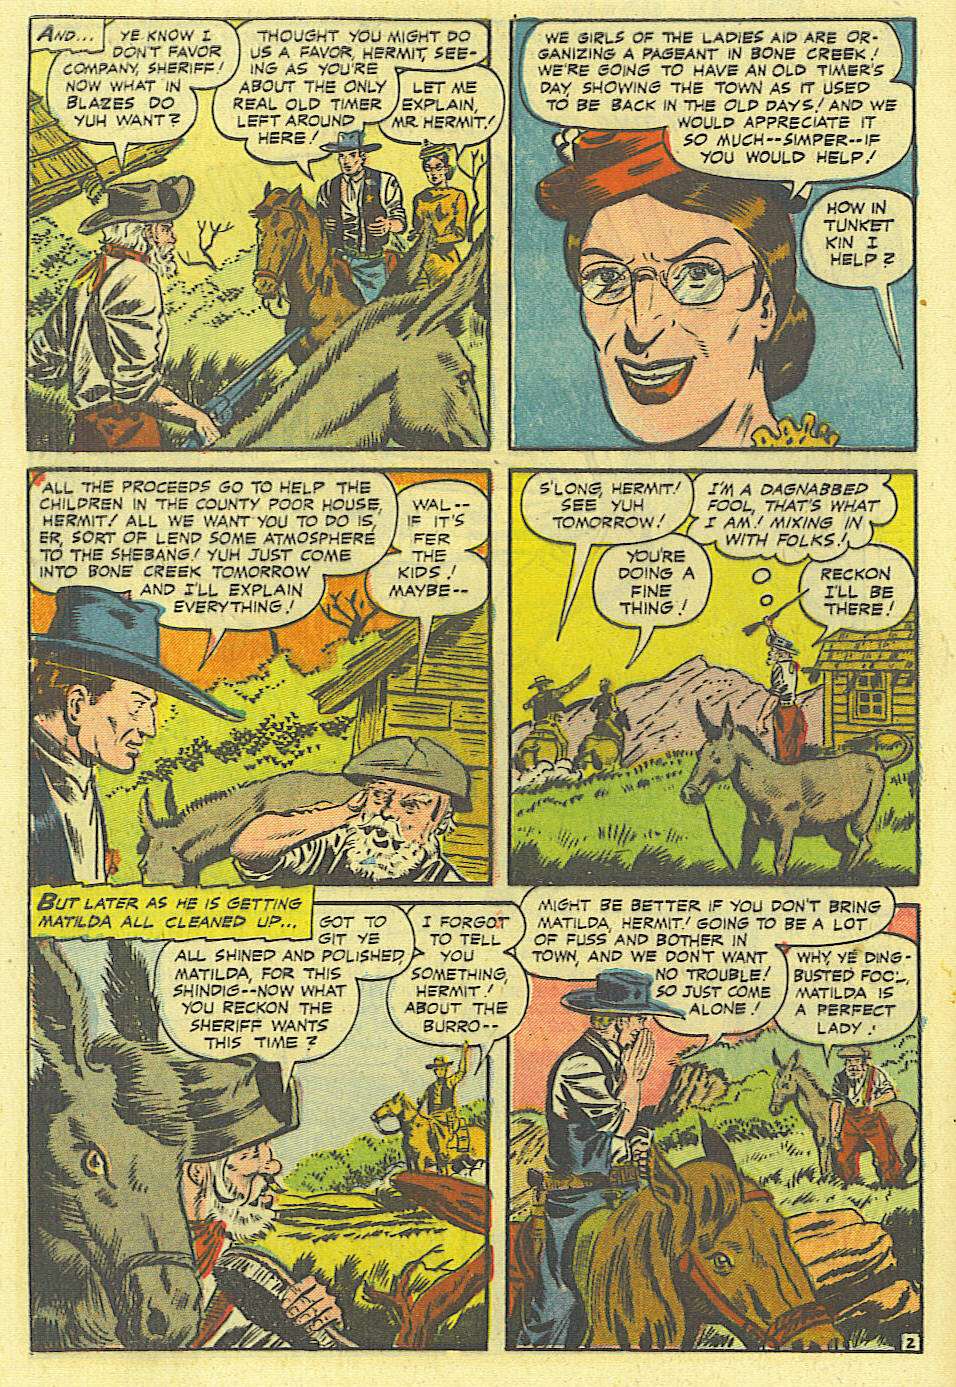 AND...
YE KNOW I
DON'T FAVOR
COMPANY, SHERIFF!
NOW WHAT IN
BLAZES DO
YUH WANT?
THOUGHT YOU MIGHT DO
US A FAVOR, HERMIT, SEE-
ING AS YOU'RE
ABOUT THE ONLY
REAL OLD TIMER
LEFT AROUND
HERE!
LET ME
EXPLAIN,
MR. HERMIT!
WE GIRLS OF THE LADIES AID ARE OR-
GANIZING A PAGEANT IN BONE CREEK!
WE'RE GOING TO HAVE AN OLD TIMER'S
DAY, SHOWING THE TOWN AS IT USED
TO BE BACK IN THE OLD DAYS! AND WE
WOULD APPRECIATE IT
SO MUCH--SIMPER--IF
YOU WOULD HELP!
HOW IN
TUNKET
KIN I
HELP?
ALL THE PROCEEDS GO TO HELP THE
CHILDREN IN THE COUNTY POOR HOUSE,
HERMIT! ALL WE WANT YOU TO DO IS,
ER, SORT OF LEND SOME ATMOSPHERE
TO THE SHEBANG! YUH JUST COME
INTO BONE CREEK TOMORROW
AND I'LL EXPLAIN
EVERYTHING!
WAL--
IF IT'S
FER
THE
KIDS!
MAYBE--
S'LONG, HERMIT!
SEE YUH
TOMORROW!
YOU'RE
DOING A
FINE
THING!
I'M A DAGNABBED
FOOL, THAT'S WHAT
I AM! MIXING IN
WITH FOLKS!
RECKON
I'LL BE
THERE!
BUT LATER AS HE IS GETTING
MATILDA ALL CLEANED UP...
GOT TO
GIT YE
ALL SHINED AND POLISHED,
MATILDA, FOR THIS
SHINDIG--NOW WHAT
YOU RECKON THE
SHERIFF WANTS
THIS TIME?
I FORGOT
TO TELL
YOU
SOMETHING,
HERMIT!
ABOUT THE
BURRO--
MIGHT BE BETTER IF YOU DON'T BRING
MATILDA, HERMIT! GOING TO BE A LOT
OF FUSS AND BOTHER IN
TOWN, AND WE DON'T WANT
NO TROUBLE!
SO JUST COME
ALONE!
WHY, YE DING-
BUSTED FOOL,
MATILDA IS
A PERFECT
LADY!
2